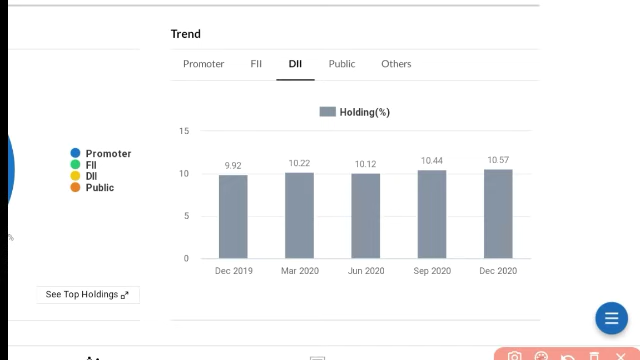 Trend
Promoter FII DII Public Others
Holding(%)
15
10
5
0
9.92 10.22 10.12 10.44 10.57
Dec 2019 Mar 2020 Jun 2020 Sep 2020 Dec 2020
Promoter
FII
DII
Public
%
See Top Holdings